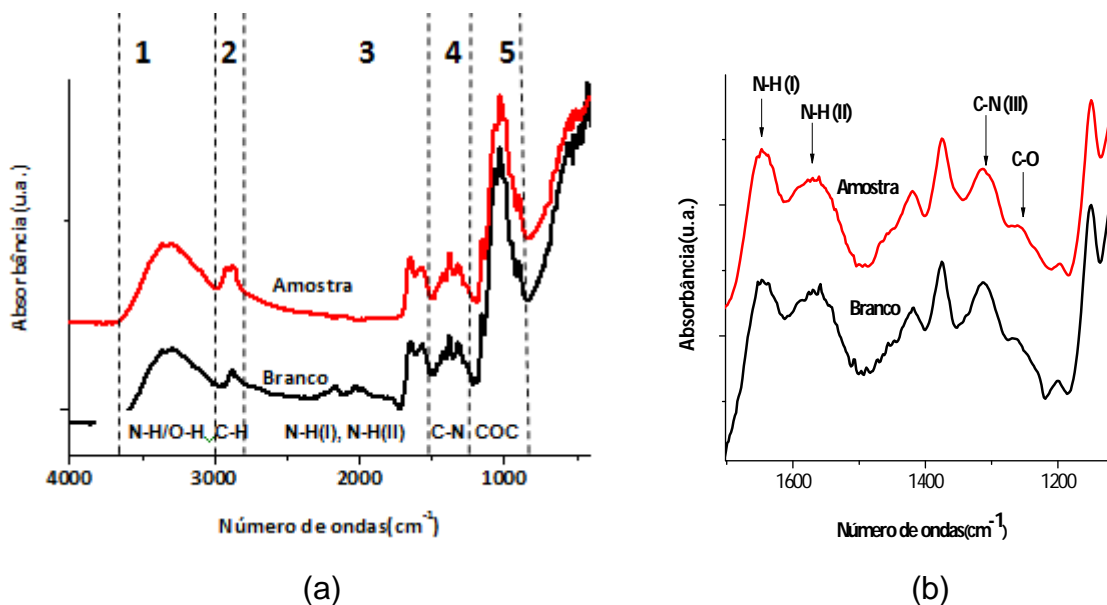 1 2 3 4 5
Absorbância (u.a.)
Amostra
Branco
N-H/O-H, C-H N-H(I), N-H(II) C-N COC
4000 3000 2000 1000
Número de ondas(cm-1)
(a)
N-H (I)
N-H (II)
C-N (III)
C-O
Amostra
Absorbância(u.a.)
Branco
1600 1400 1200
Número de ondas(cm-1)
(b)